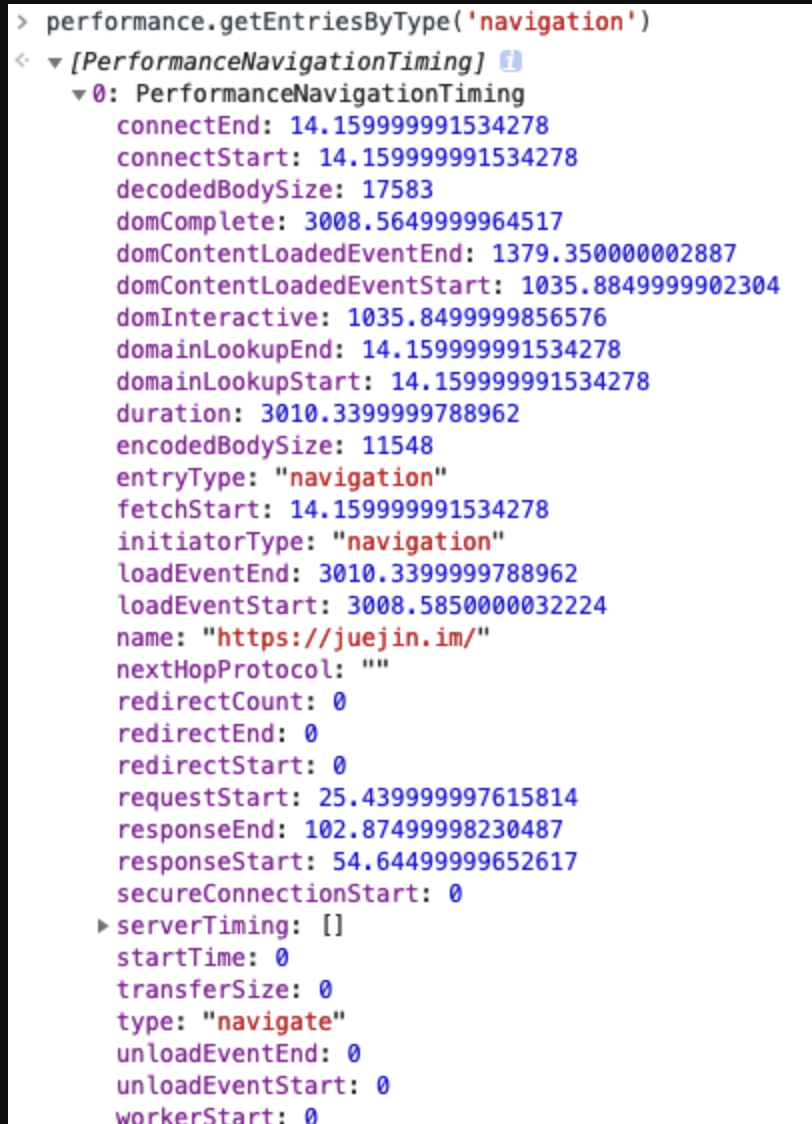 > performance.getEntriesByType('navigation')
[PerformanceNavigationTiming] i
0: PerformanceNavigationTiming
connectEnd: 14.159999991534278
connectStart: 14.159999991534278
decodedBodySize: 17583
domComplete: 3008.5649999964517
domContentLoadedEventEnd: 1379.350000002887
domContentLoadedEventStart: 1035.8849999902304
domInteractive: 1035.8499999856576
domainLookupEnd: 14.159999991534278
domainLookupStart: 14.159999991534278
duration: 3010.3399999788962
encodedBodySize: 11548
entryType: "navigation"
fetchStart: 14.159999991534278
initiatorType: "navigation"
loadEventEnd: 3010.3399999788962
loadEventStart: 3008.5850000032224
name: "https://juejin.im/"
nextHopProtocol: ""
redirectCount: 0
redirectEnd: 0
redirectStart: 0
requestStart: 25.439999997615814
responseEnd: 102.87499998230487
responseStart: 54.64499999652617
secureConnectionStart: 0
serverTiming: []
startTime: 0
transferSize: 0
type: "navigate"
unloadEventEnd: 0
unloadEventStart: 0
workerStart: 0